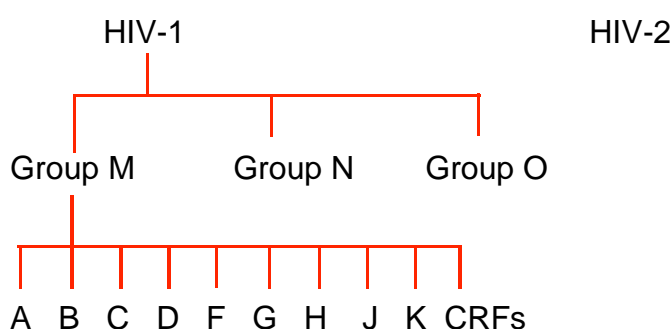 HIV-1 HIV-2
Group M Group N Group O
A B C D F G H J K CRFs